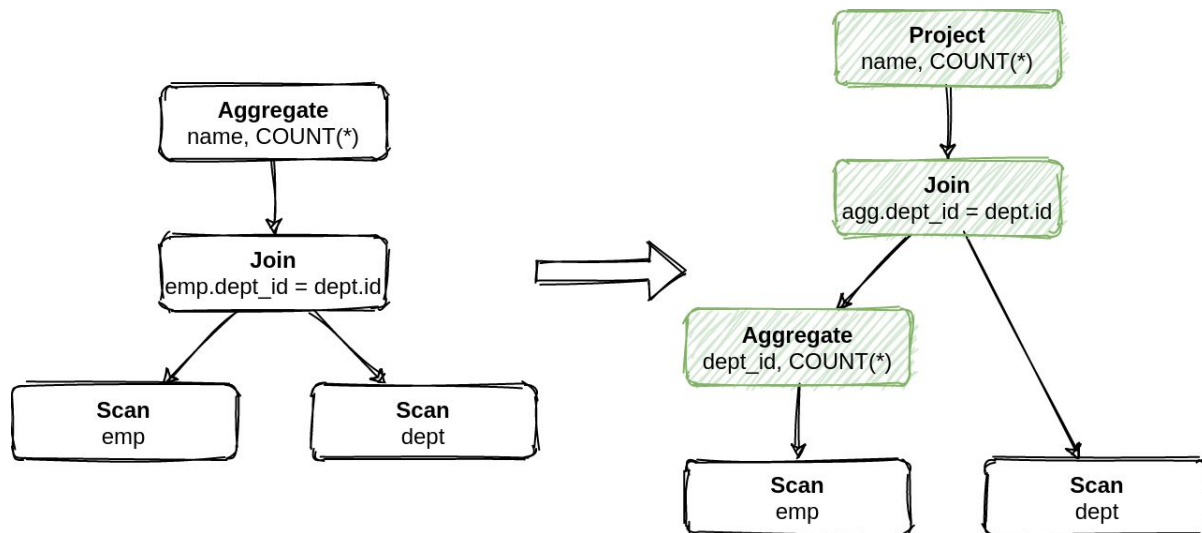 Aggregate
name, COUNT(*)
Join
emp.dept_id = dept.id
Scan
emp
Scan
dept
Project
name, COUNT(*)
Join
agg.dept_id = dept.id
Aggregate
dept_id, COUNT(*)
Scan
emp
Scan
dept